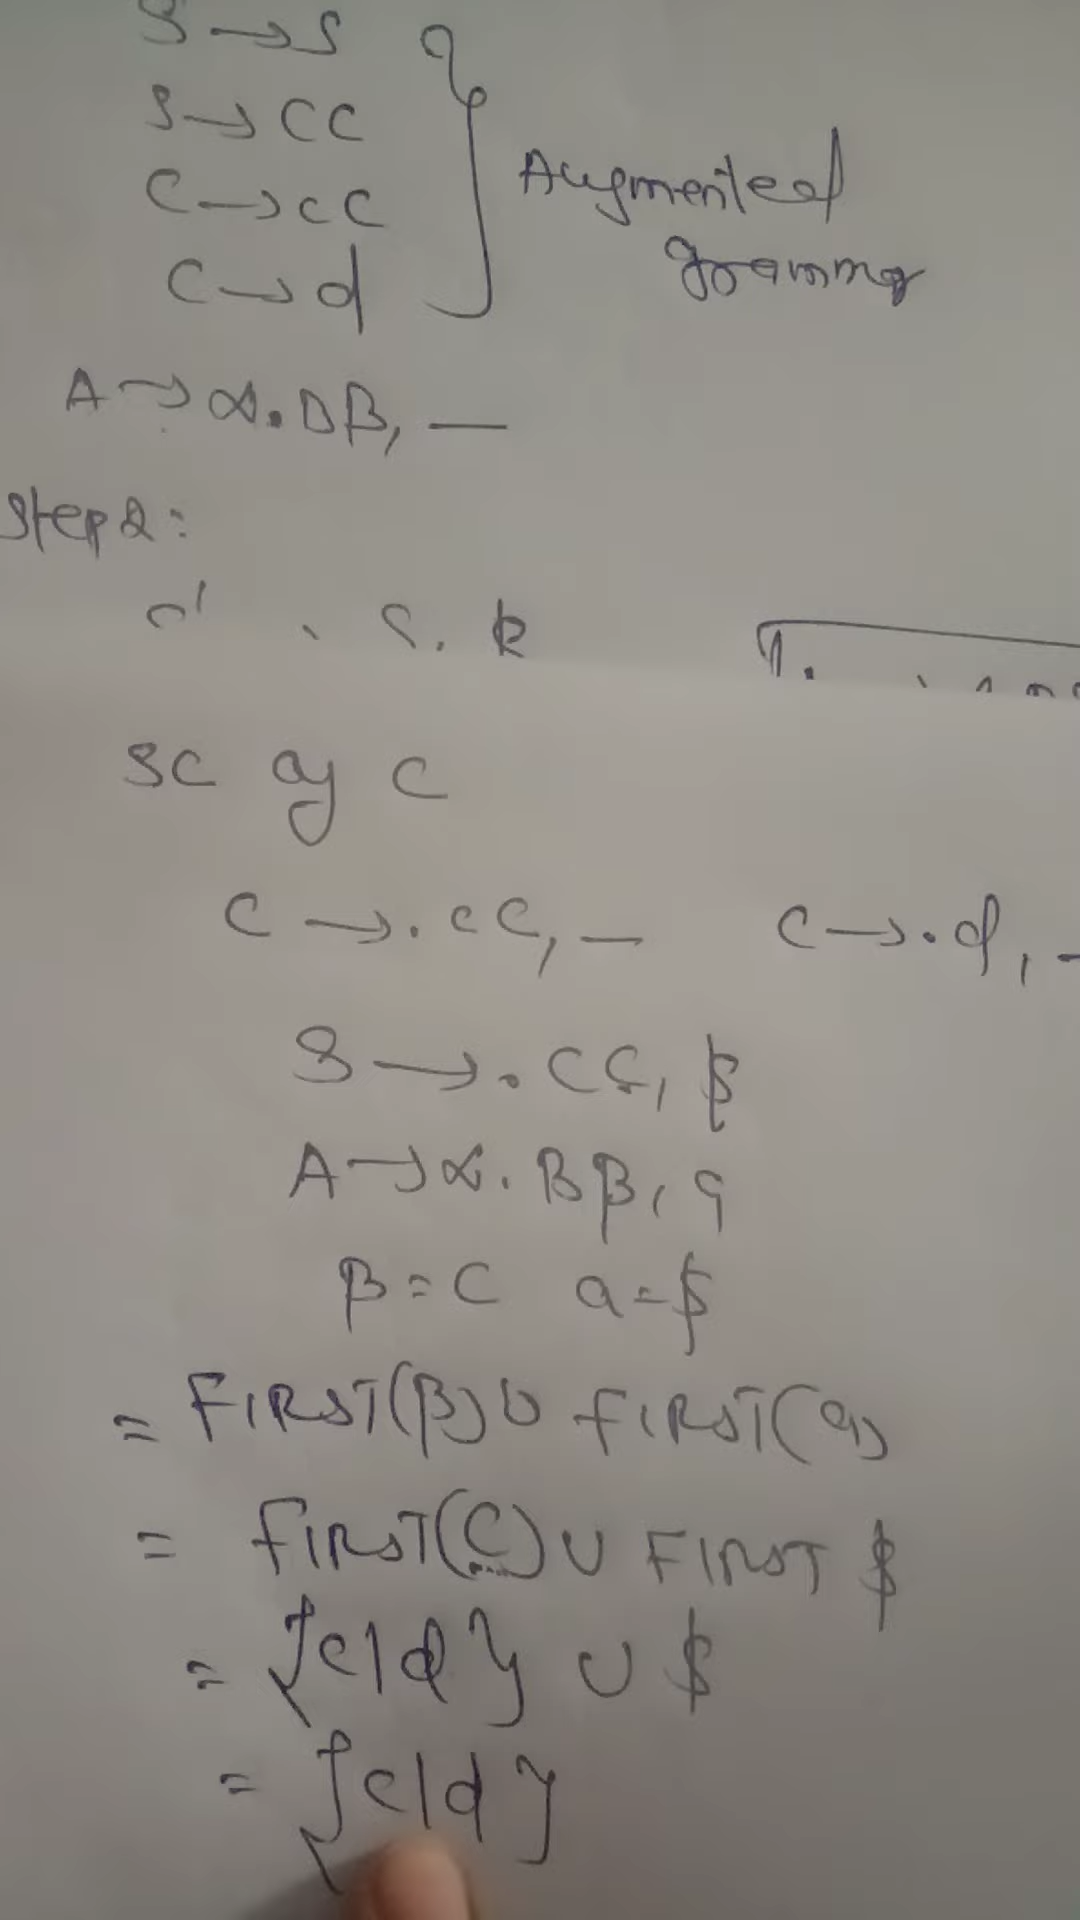 S → S
S → CC
C → cC
C → d
} Augmented
grammar
A → α.Bβ, —
Step 2:
SC of C
C → .cC, — C → .d, -
S → .CC, $
A → α.Bβ, a
β = C a = $
= FIRST(β) ∪ FIRST(a)
= FIRST(C) ∪ FIRST $
= {c|d} ∪ $
= {c|d}